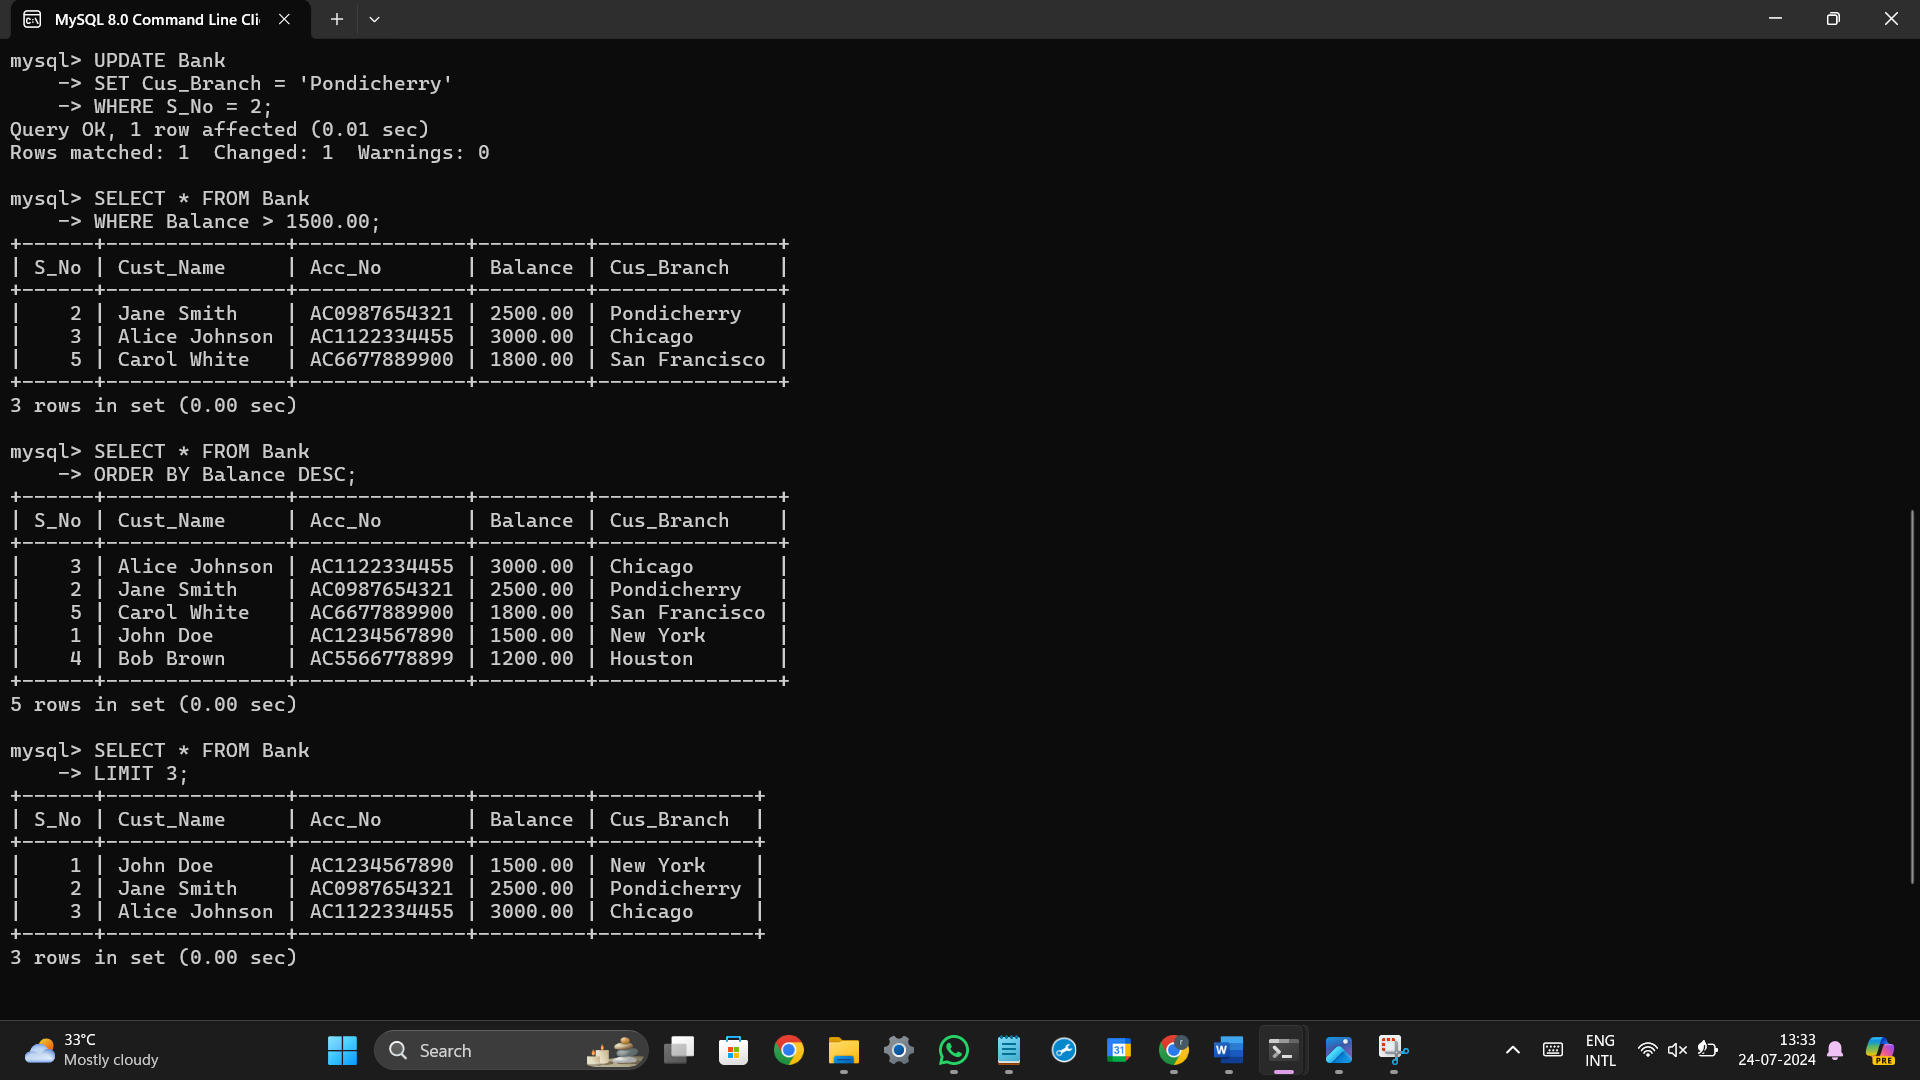 MySQL 8.0 Command Line Cli
mysql> UPDATE Bank
    -> SET Cus_Branch = 'Pondicherry'
    -> WHERE S_No = 2;
Query OK, 1 row affected (0.01 sec)
Rows matched: 1  Changed: 1  Warnings: 0

mysql> SELECT * FROM Bank
    -> WHERE Balance > 1500.00;
+------+---------------+--------------+---------+---------------+
| S_No | Cust_Name     | Acc_No       | Balance | Cus_Branch    |
+------+---------------+--------------+---------+---------------+
|    2 | Jane Smith    | AC0987654321 | 2500.00 | Pondicherry   |
|    3 | Alice Johnson | AC1122334455 | 3000.00 | Chicago       |
|    5 | Carol White   | AC6677889900 | 1800.00 | San Francisco |
+------+---------------+--------------+---------+---------------+
3 rows in set (0.00 sec)

mysql> SELECT * FROM Bank
    -> ORDER BY Balance DESC;
+------+---------------+--------------+---------+---------------+
| S_No | Cust_Name     | Acc_No       | Balance | Cus_Branch    |
+------+---------------+--------------+---------+---------------+
|    3 | Alice Johnson | AC1122334455 | 3000.00 | Chicago       |
|    2 | Jane Smith    | AC0987654321 | 2500.00 | Pondicherry   |
|    5 | Carol White   | AC6677889900 | 1800.00 | San Francisco |
|    1 | John Doe      | AC1234567890 | 1500.00 | New York      |
|    4 | Bob Brown     | AC5566778899 | 1200.00 | Houston       |
+------+---------------+--------------+---------+---------------+
5 rows in set (0.00 sec)

mysql> SELECT * FROM Bank
    -> LIMIT 3;
+------+---------------+--------------+---------+-------------+
| S_No | Cust_Name     | Acc_No       | Balance | Cus_Branch  |
+------+---------------+--------------+---------+-------------+
|    1 | John Doe      | AC1234567890 | 1500.00 | New York    |
|    2 | Jane Smith    | AC0987654321 | 2500.00 | Pondicherry |
|    3 | Alice Johnson | AC1122334455 | 3000.00 | Chicago     |
+------+---------------+--------------+---------+-------------+
3 rows in set (0.00 sec)
33°C
Mostly cloudy
Search
31
W
r
ENG
INTL
13:33
24-07-2024
PRE